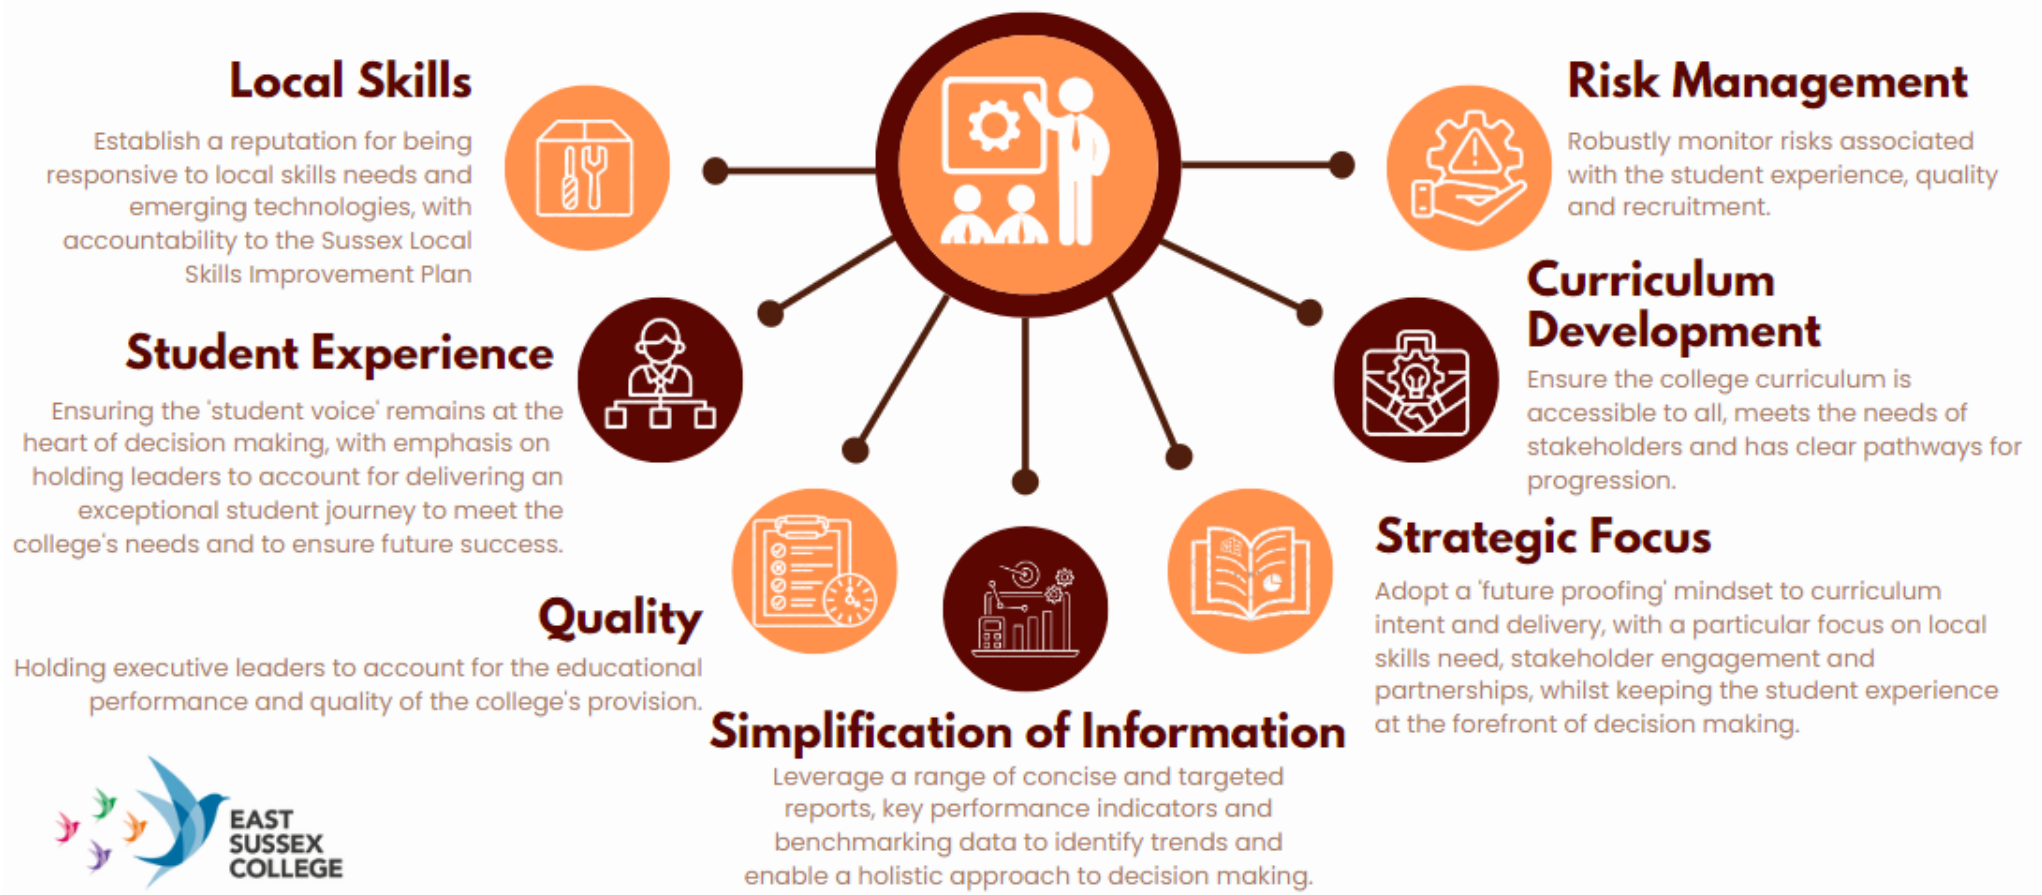 Local Skills
Establish a reputation for being
responsive to local skills needs and
emerging technologies, with
accountability to the Sussex Local
Skills Improvement Plan
Student Experience
Ensuring the 'student voice' remains at the
heart of decision making, with emphasis on
holding leaders to account for delivering an
exceptional student journey to meet the
college's needs and to ensure future success.
Quality
Holding executive leaders to account for the educational
performance and quality of the college's provision.
Simplification of Information
Leverage a range of concise and targeted
reports, key performance indicators and
benchmarking data to identify trends and
enable a holistic approach to decision making.
Risk Management
Robustly monitor risks associated
with the student experience, quality
and recruitment.
Curriculum
Development
Ensure the college curriculum is
accessible to all, meets the needs of
stakeholders and has clear pathways for
progression.
Strategic Focus
Adopt a 'future proofing' mindset to curriculum
intent and delivery, with a particular focus on local
skills need, stakeholder engagement and
partnerships, whilst keeping the student experience
at the forefront of decision making.
EAST
SUSSEX
COLLEGE